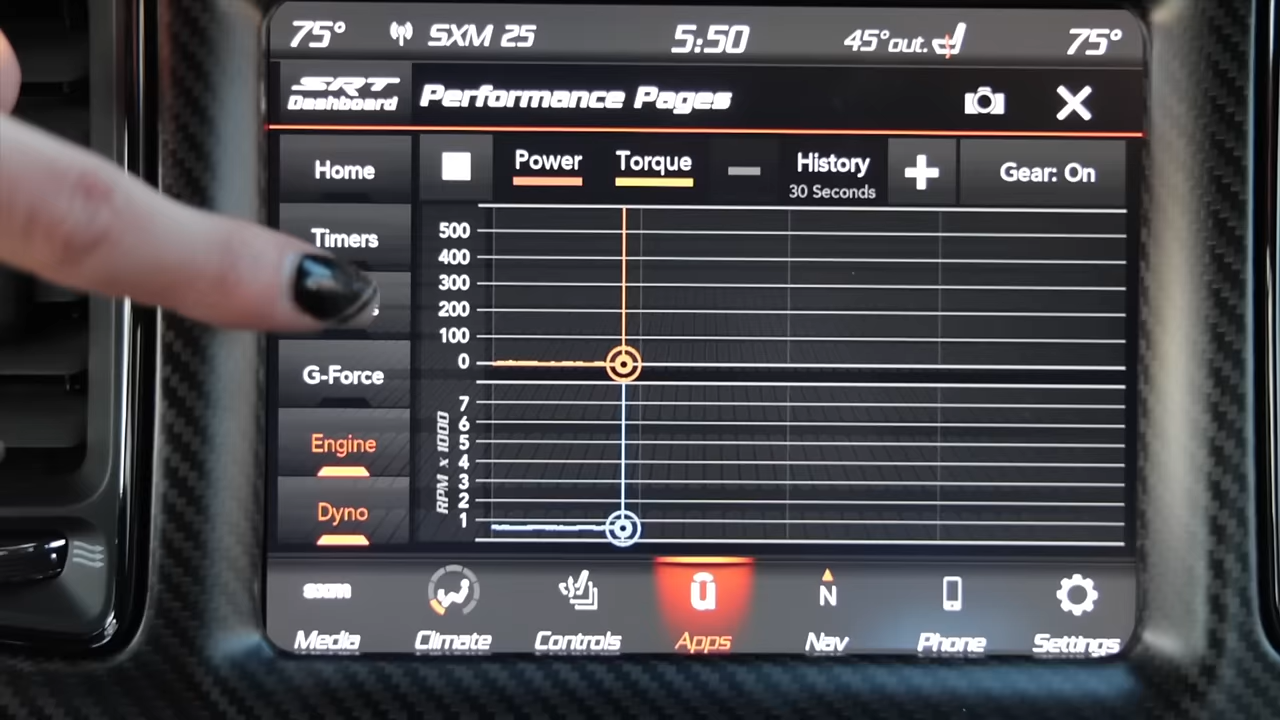 75° SXM 25 5:50 45°out. 75°
SRT
Dashboard
Performance Pages
Home
Timers
G-Force
Engine
Dyno
Power Torque History
30 Seconds
Gear: On
500
400
300
200
100
0
RPM x 1000
7
6
5
4
3
2
1
sxm
N
Media Climate Controls Apps Nav Phone Settings